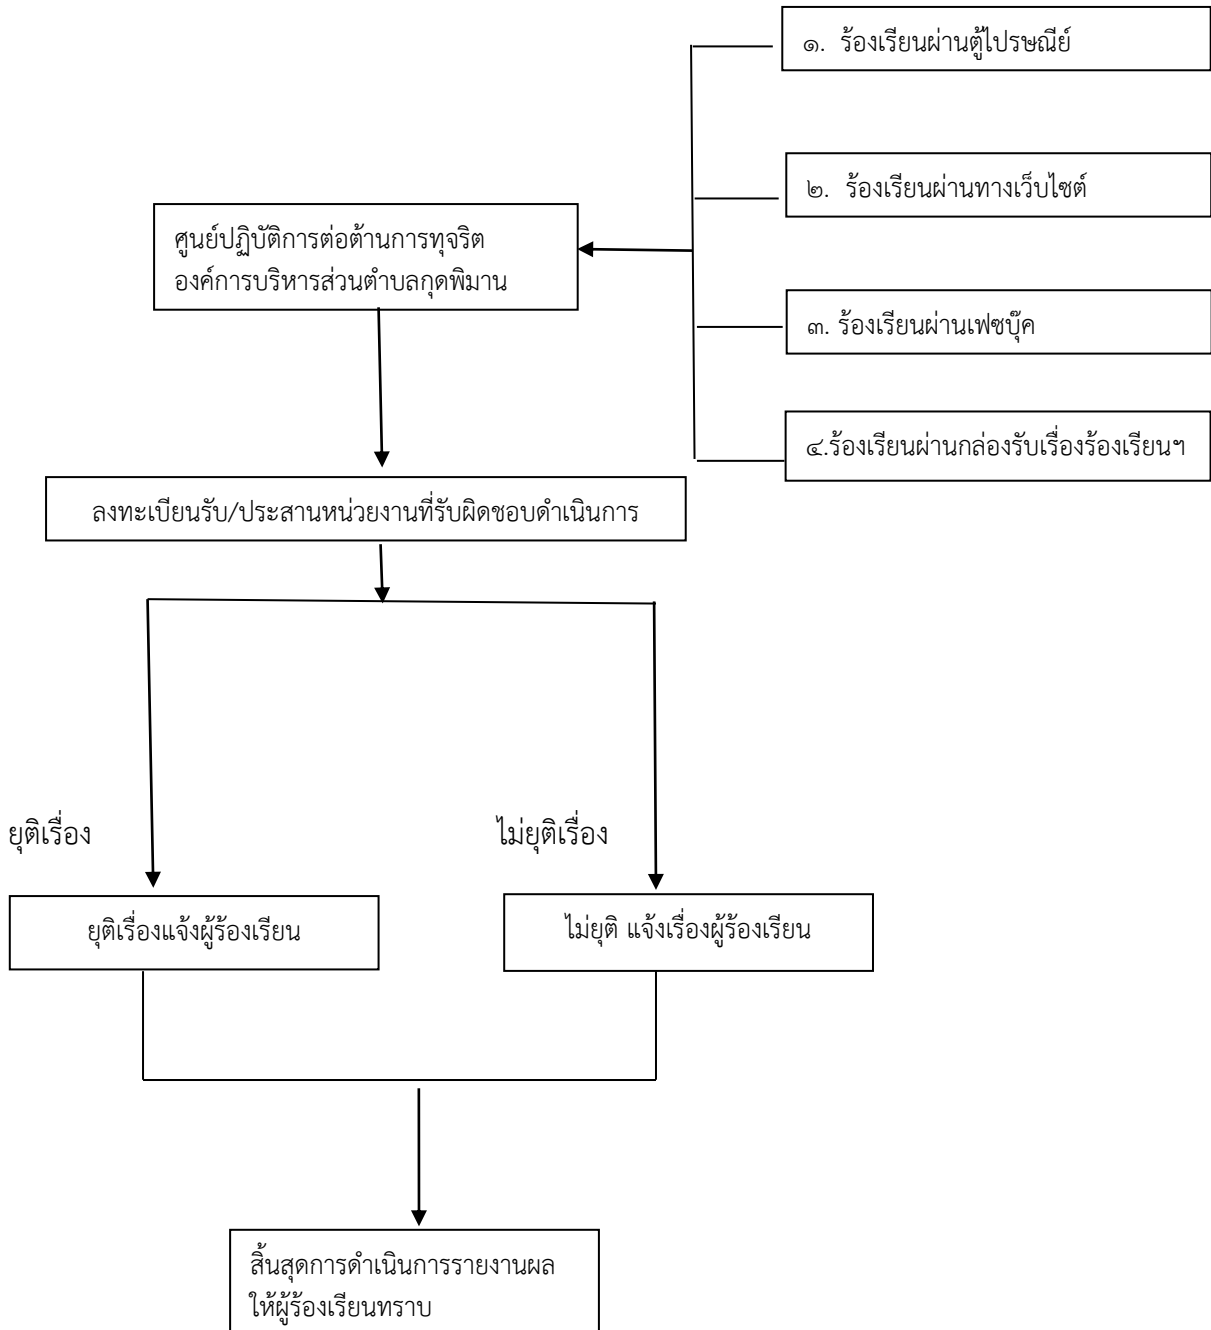 ๑. ร้องเรียนผ่านตู้ไปรษณีย์
๒. ร้องเรียนผ่านทางเว็บไซต์
ศูนย์ปฏิบัติการต่อต้านการทุจริต
องค์การบริหารส่วนตำบลกุดพิมาน
๓. ร้องเรียนผ่านเฟซบุ๊ค
๔.ร้องเรียนผ่านกล่องรับเรื่องร้องเรียนฯ
ลงทะเบียนรับ/ประสานหน่วยงานที่รับผิดชอบดำเนินการ
ยุติเรื่อง
ไม่ยุติเรื่อง
ยุติเรื่องแจ้งผู้ร้องเรียน
ไม่ยุติ แจ้งเรื่องผู้ร้องเรียน
สิ้นสุดการดำเนินการรายงานผล
ให้ผู้ร้องเรียนทราบ